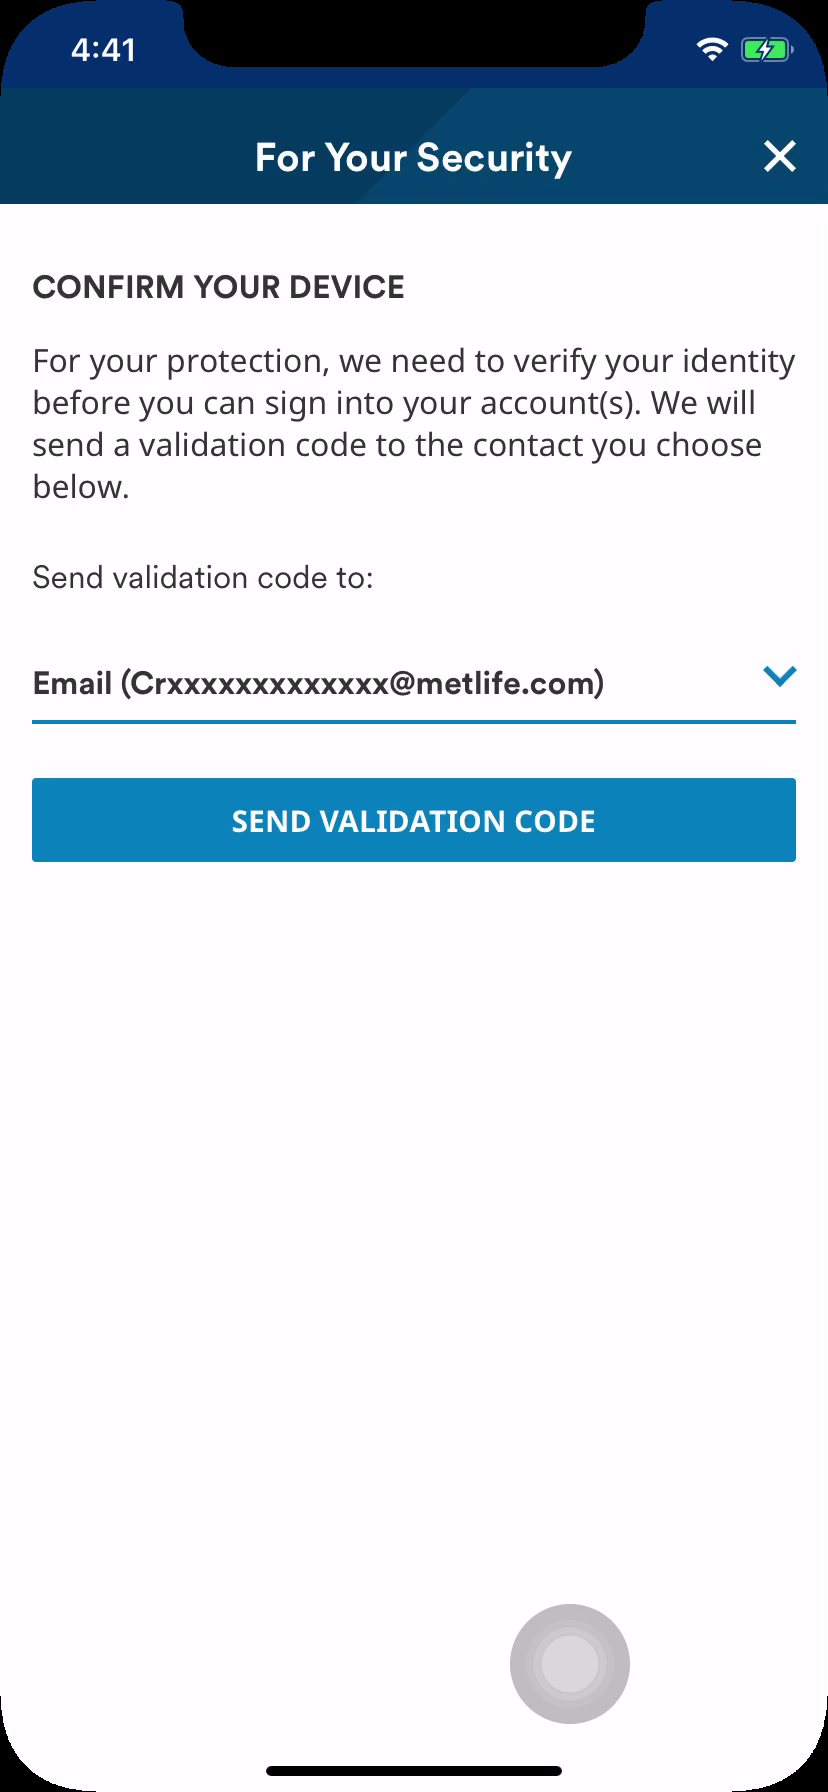 4:41
For Your Security
CONFIRM YOUR DEVICE
For your protection, we need to verify your identity
before you can sign into your account(s). We will
send a validation code to the contact you choose
below.
Send validation code to:
Email (Crxxxxxxxxxxxxx@metlife.com)
SEND VALIDATION CODE